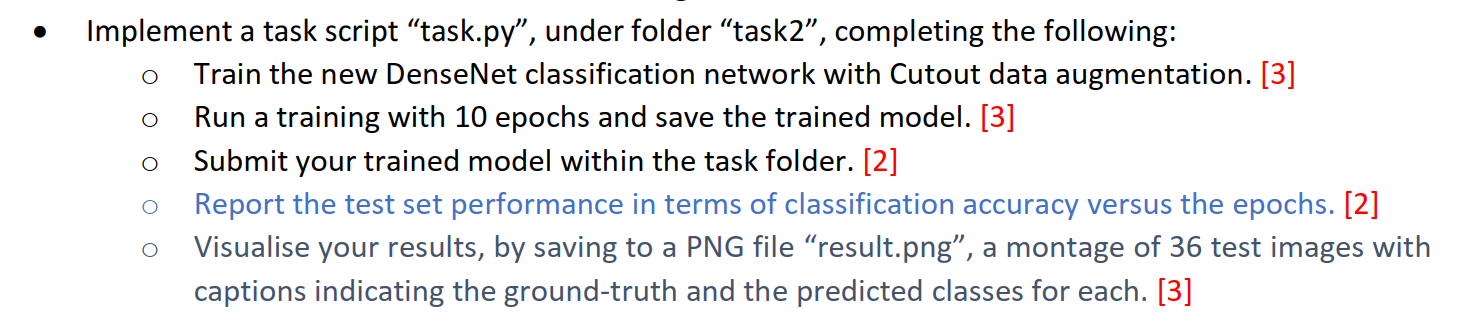 • Implement a task script “task.py”, under folder “task2”, completing the following:
o Train the new DenseNet classification network with Cutout data augmentation. [3]
o Run a training with 10 epochs and save the trained model. [3]
o Submit your trained model within the task folder. [2]
o Report the test set performance in terms of classification accuracy versus the epochs. [2]
o Visualise your results, by saving to a PNG file “result.png”, a montage of 36 test images with
captions indicating the ground-truth and the predicted classes for each. [3]